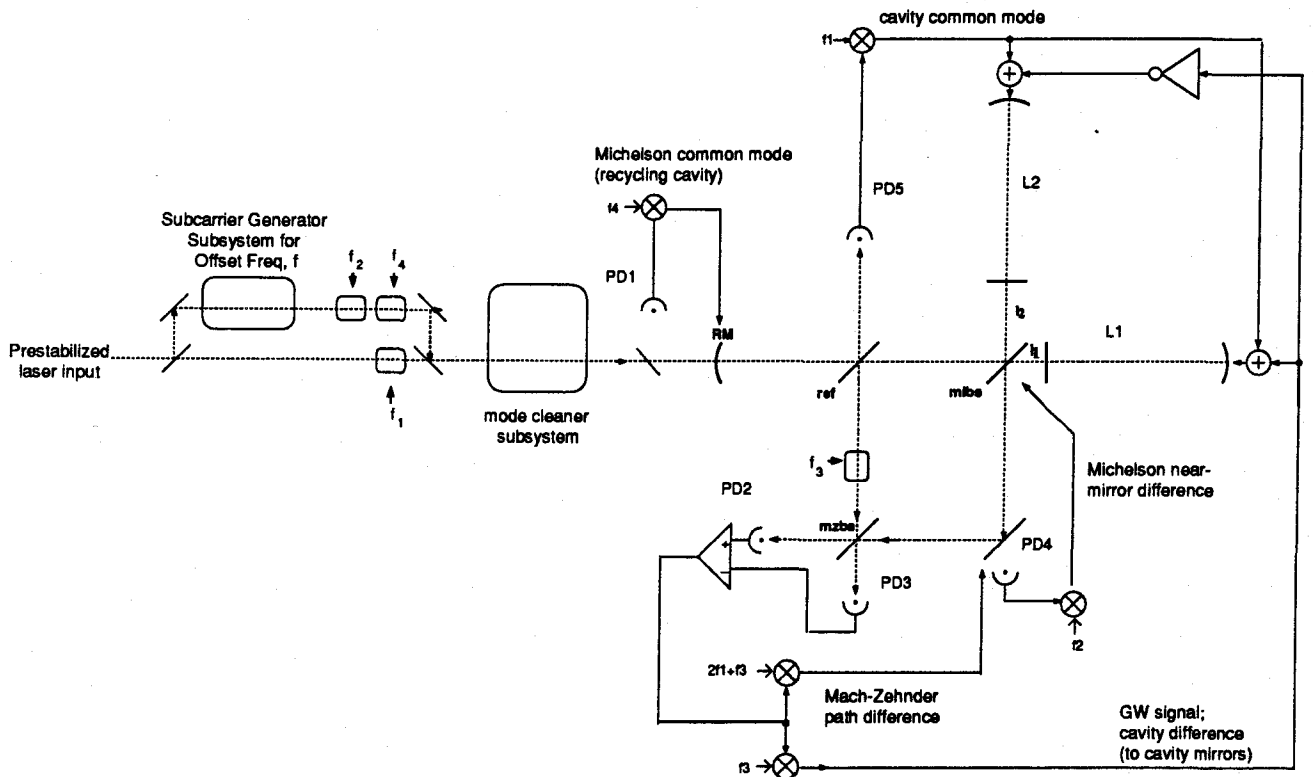 cavity common mode
f1
Michelson common mode
(recycling cavity)
f4
PD5
L2
Subcarrier Generator
Subsystem for
Offset Freq, f
f2
f4
PD1
RM
l2
L1
l1
Prestabilized
laser input
ref
mibs
f1
mode cleaner
subsystem
f3
Michelson near-
mirror difference
PD2
mzbs
PD4
PD3
f2
2f1+f3
Mach-Zehnder
path difference
GW signal;
cavity difference
(to cavity mirrors)
f3